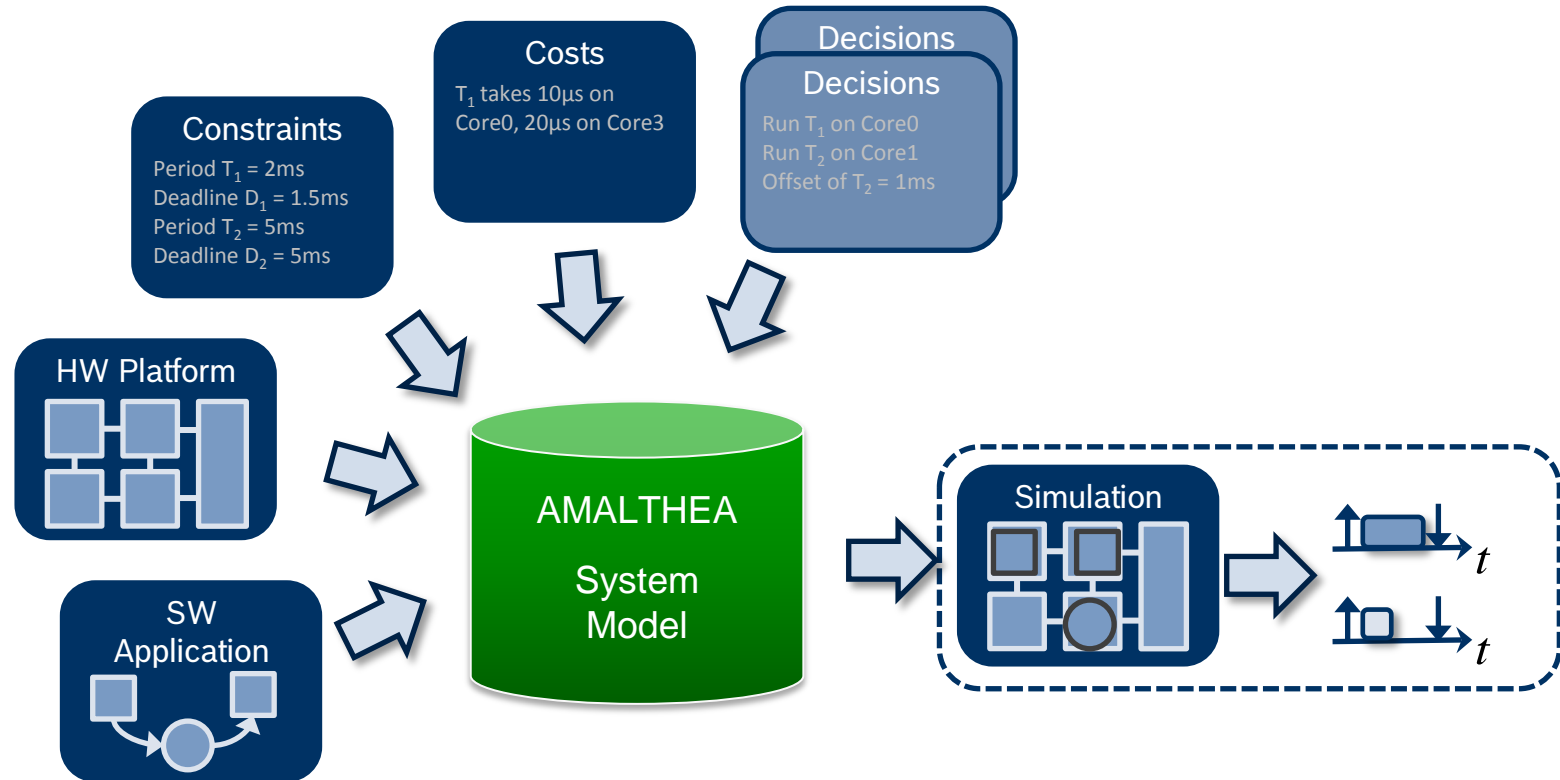 Constraints
Period T₁ = 2ms
Deadline D₁ = 1.5ms
Period T₂ = 5ms
Deadline D₂ = 5ms
Costs
T₁ takes 10µs on
Core0, 20µs on Core3
Decisions
Decisions
Run T₁ on Core0
Run T₂ on Core1
Offset of T₂ = 1ms
HW Platform
SW
Application
AMALTHEA
System
Model
Simulation
t
t